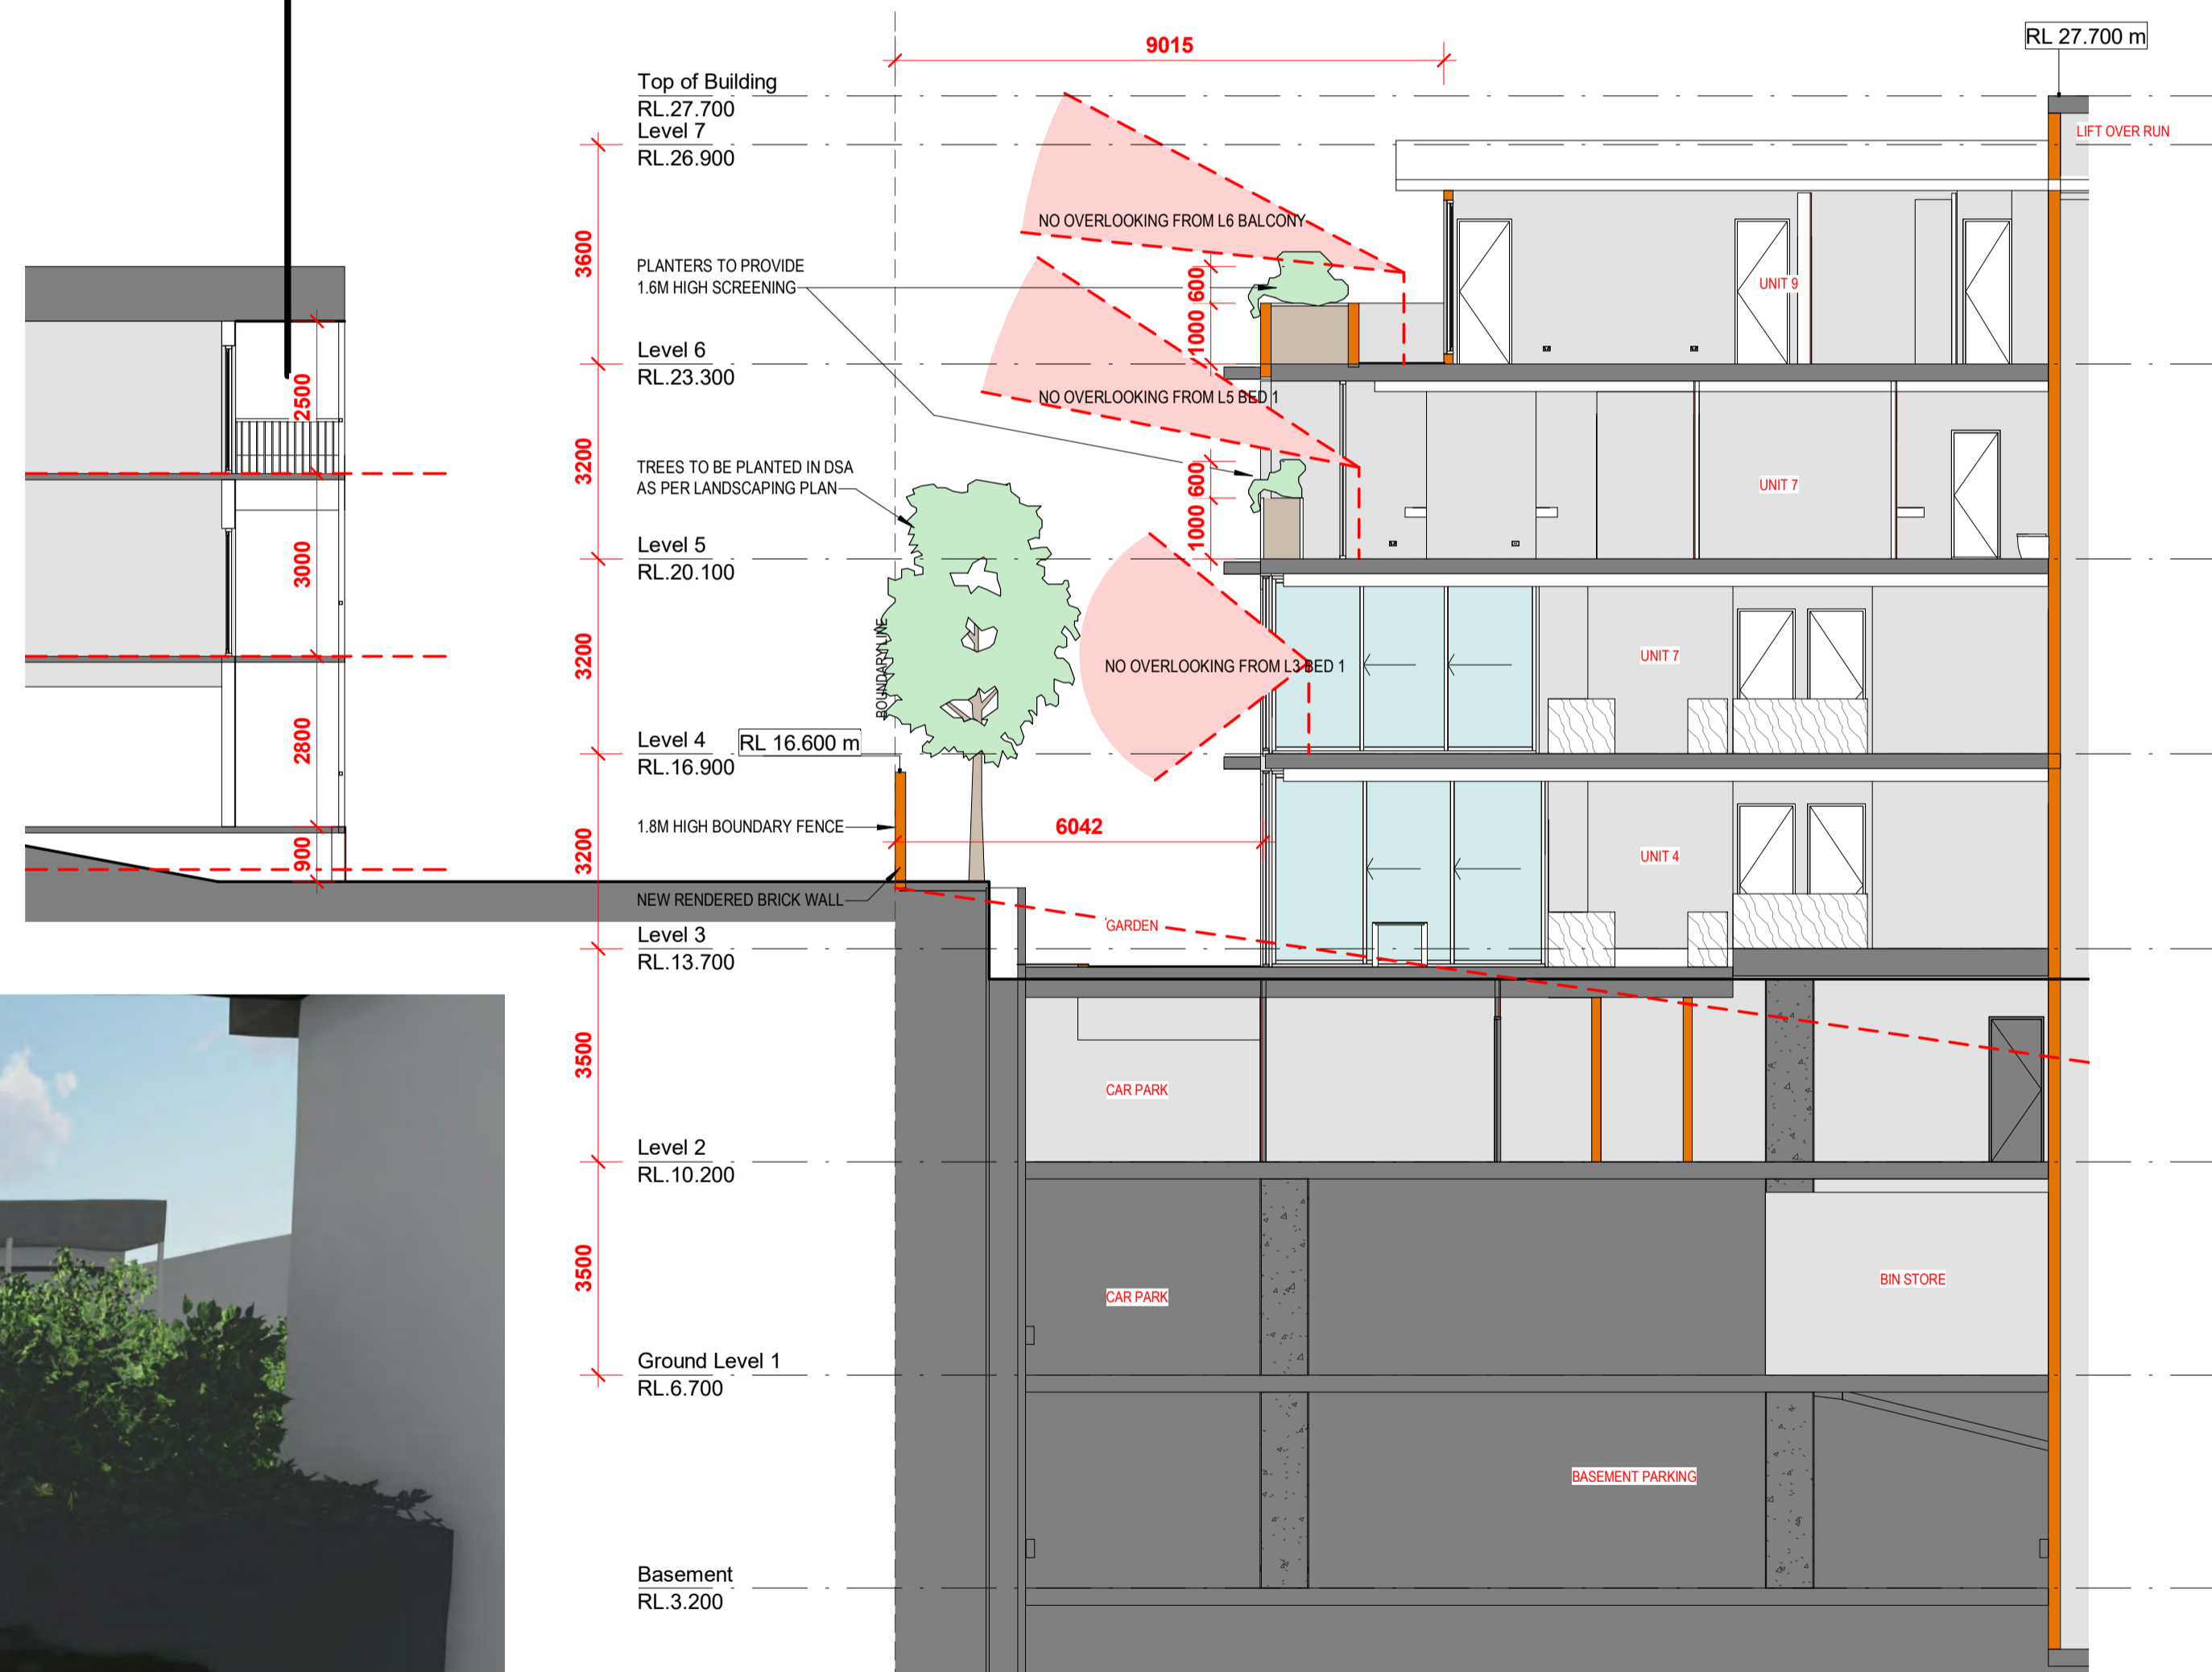 9015
RL 27.700 m
Top of Building
RL.27.700
Level 7
RL.26.900
LIFT OVER RUN
NO OVERLOOKING FROM L6 BALCONY
3600
PLANTERS TO PROVIDE
1.6M HIGH SCREENING
600
1000
UNIT 9
Level 6
RL.23.300
2500
NO OVERLOOKING FROM L5 BED 1
3200
TREES TO BE PLANTED IN DSA
AS PER LANDSCAPING PLAN
600
1000
UNIT 7
Level 5
RL.20.100
3000
3200
BOUNDARY LINE
NO OVERLOOKING FROM L3 BED 1
UNIT 7
2800
Level 4
RL 16.600 m
RL.16.900
1.8M HIGH BOUNDARY FENCE
6042
900
3200
UNIT 4
NEW RENDERED BRICK WALL
GARDEN
Level 3
RL.13.700
3500
CAR PARK
Level 2
RL.10.200
3500
CAR PARK
BIN STORE
Ground Level 1
RL.6.700
BASEMENT PARKING
Basement
RL.3.200